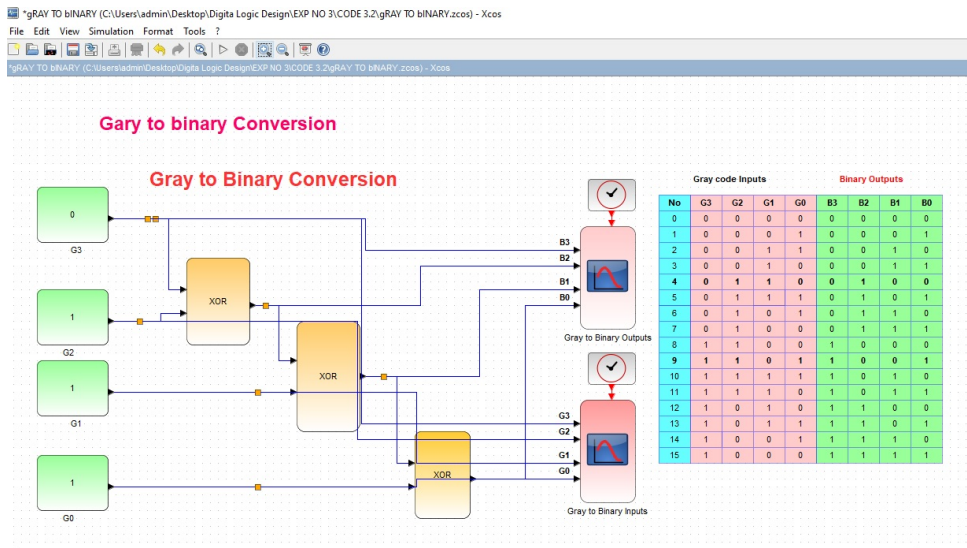 *gRAY TO bINARY (C:\Users\admin\Desktop\Digita Logic Design\EXP NO 3\CODE 3.2\gRAY TO bINARY.zcos) - Xcos
File Edit View Simulation Format Tools ?
*gRAY TO bINARY (C:\Users\admin\Desktop\Digita Logic Design\EXP NO 3\CODE 3.2\gRAY TO bINARY.zcos) - Xcos
Gary to binary Conversion
Gray to Binary Conversion
0
G3
1
G2
1
G1
1
G0
XOR
XOR
XOR
B3
B2
B1
B0
Gray to Binary Outputs
G3
G2
G1
G0
Gray to Binary Inputs
Gray code Inputs Binary Outputs
No G3 G2 G1 G0 B3 B2 B1 B0
0 0 0 0 0 0 0 0 0
1 0 0 0 1 0 0 0 1
2 0 0 1 1 0 0 1 0
3 0 0 1 0 0 0 1 1
4 0 1 1 0 0 1 0 0
5 0 1 1 1 0 1 0 1
6 0 1 0 1 0 1 1 0
7 0 1 0 0 0 1 1 1
8 1 1 0 0 1 0 0 0
9 1 1 0 1 1 0 0 1
10 1 1 1 1 1 0 1 0
11 1 1 1 0 1 0 1 1
12 1 0 1 0 1 1 0 0
13 1 0 1 1 1 1 0 1
14 1 0 0 1 1 1 1 0
15 1 0 0 0 1 1 1 1